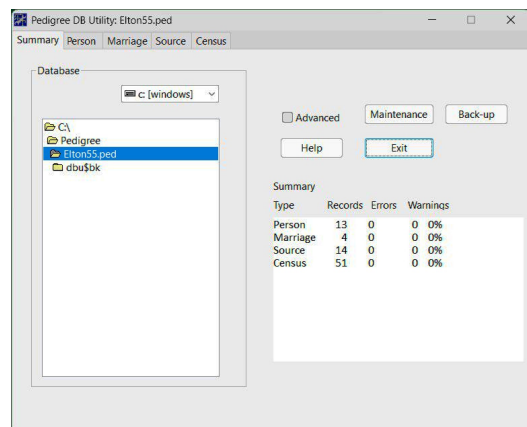 Pedigree DB Utility: Elton55.ped
Summary Person Marriage Source Census
Database
c: [windows]
C:\
Pedigree
Elton55.ped
dbu$bk
Advanced
Maintenance
Back-up
Help
Exit
Summary
Type Records Errors Warnings
Person 13 0 0 0%
Marriage 4 0 0 0%
Source 14 0 0 0%
Census 51 0 0 0%